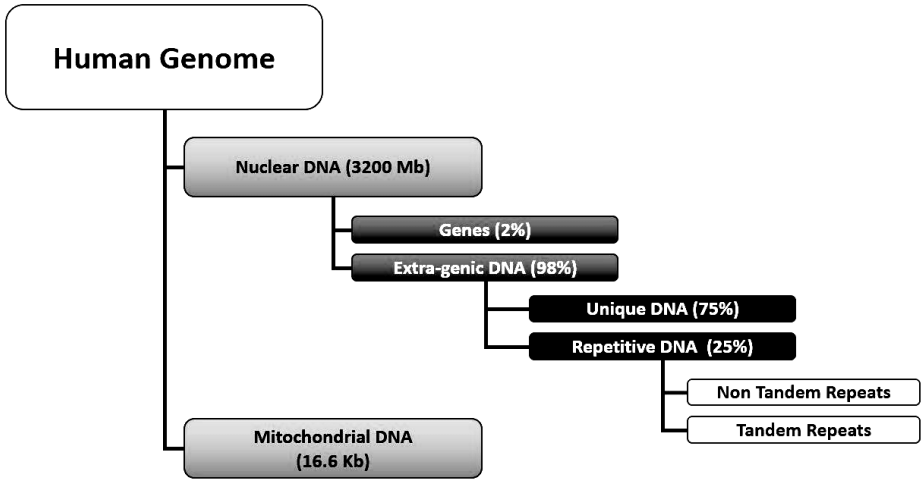 Human Genome
Nuclear DNA (3200 Mb)
Genes (2%)
Extra-genic DNA (98%)
Unique DNA (75%)
Repetitive DNA (25%)
Non Tandem Repeats
Tandem Repeats
Mitochondrial DNA
(16.6 Kb)